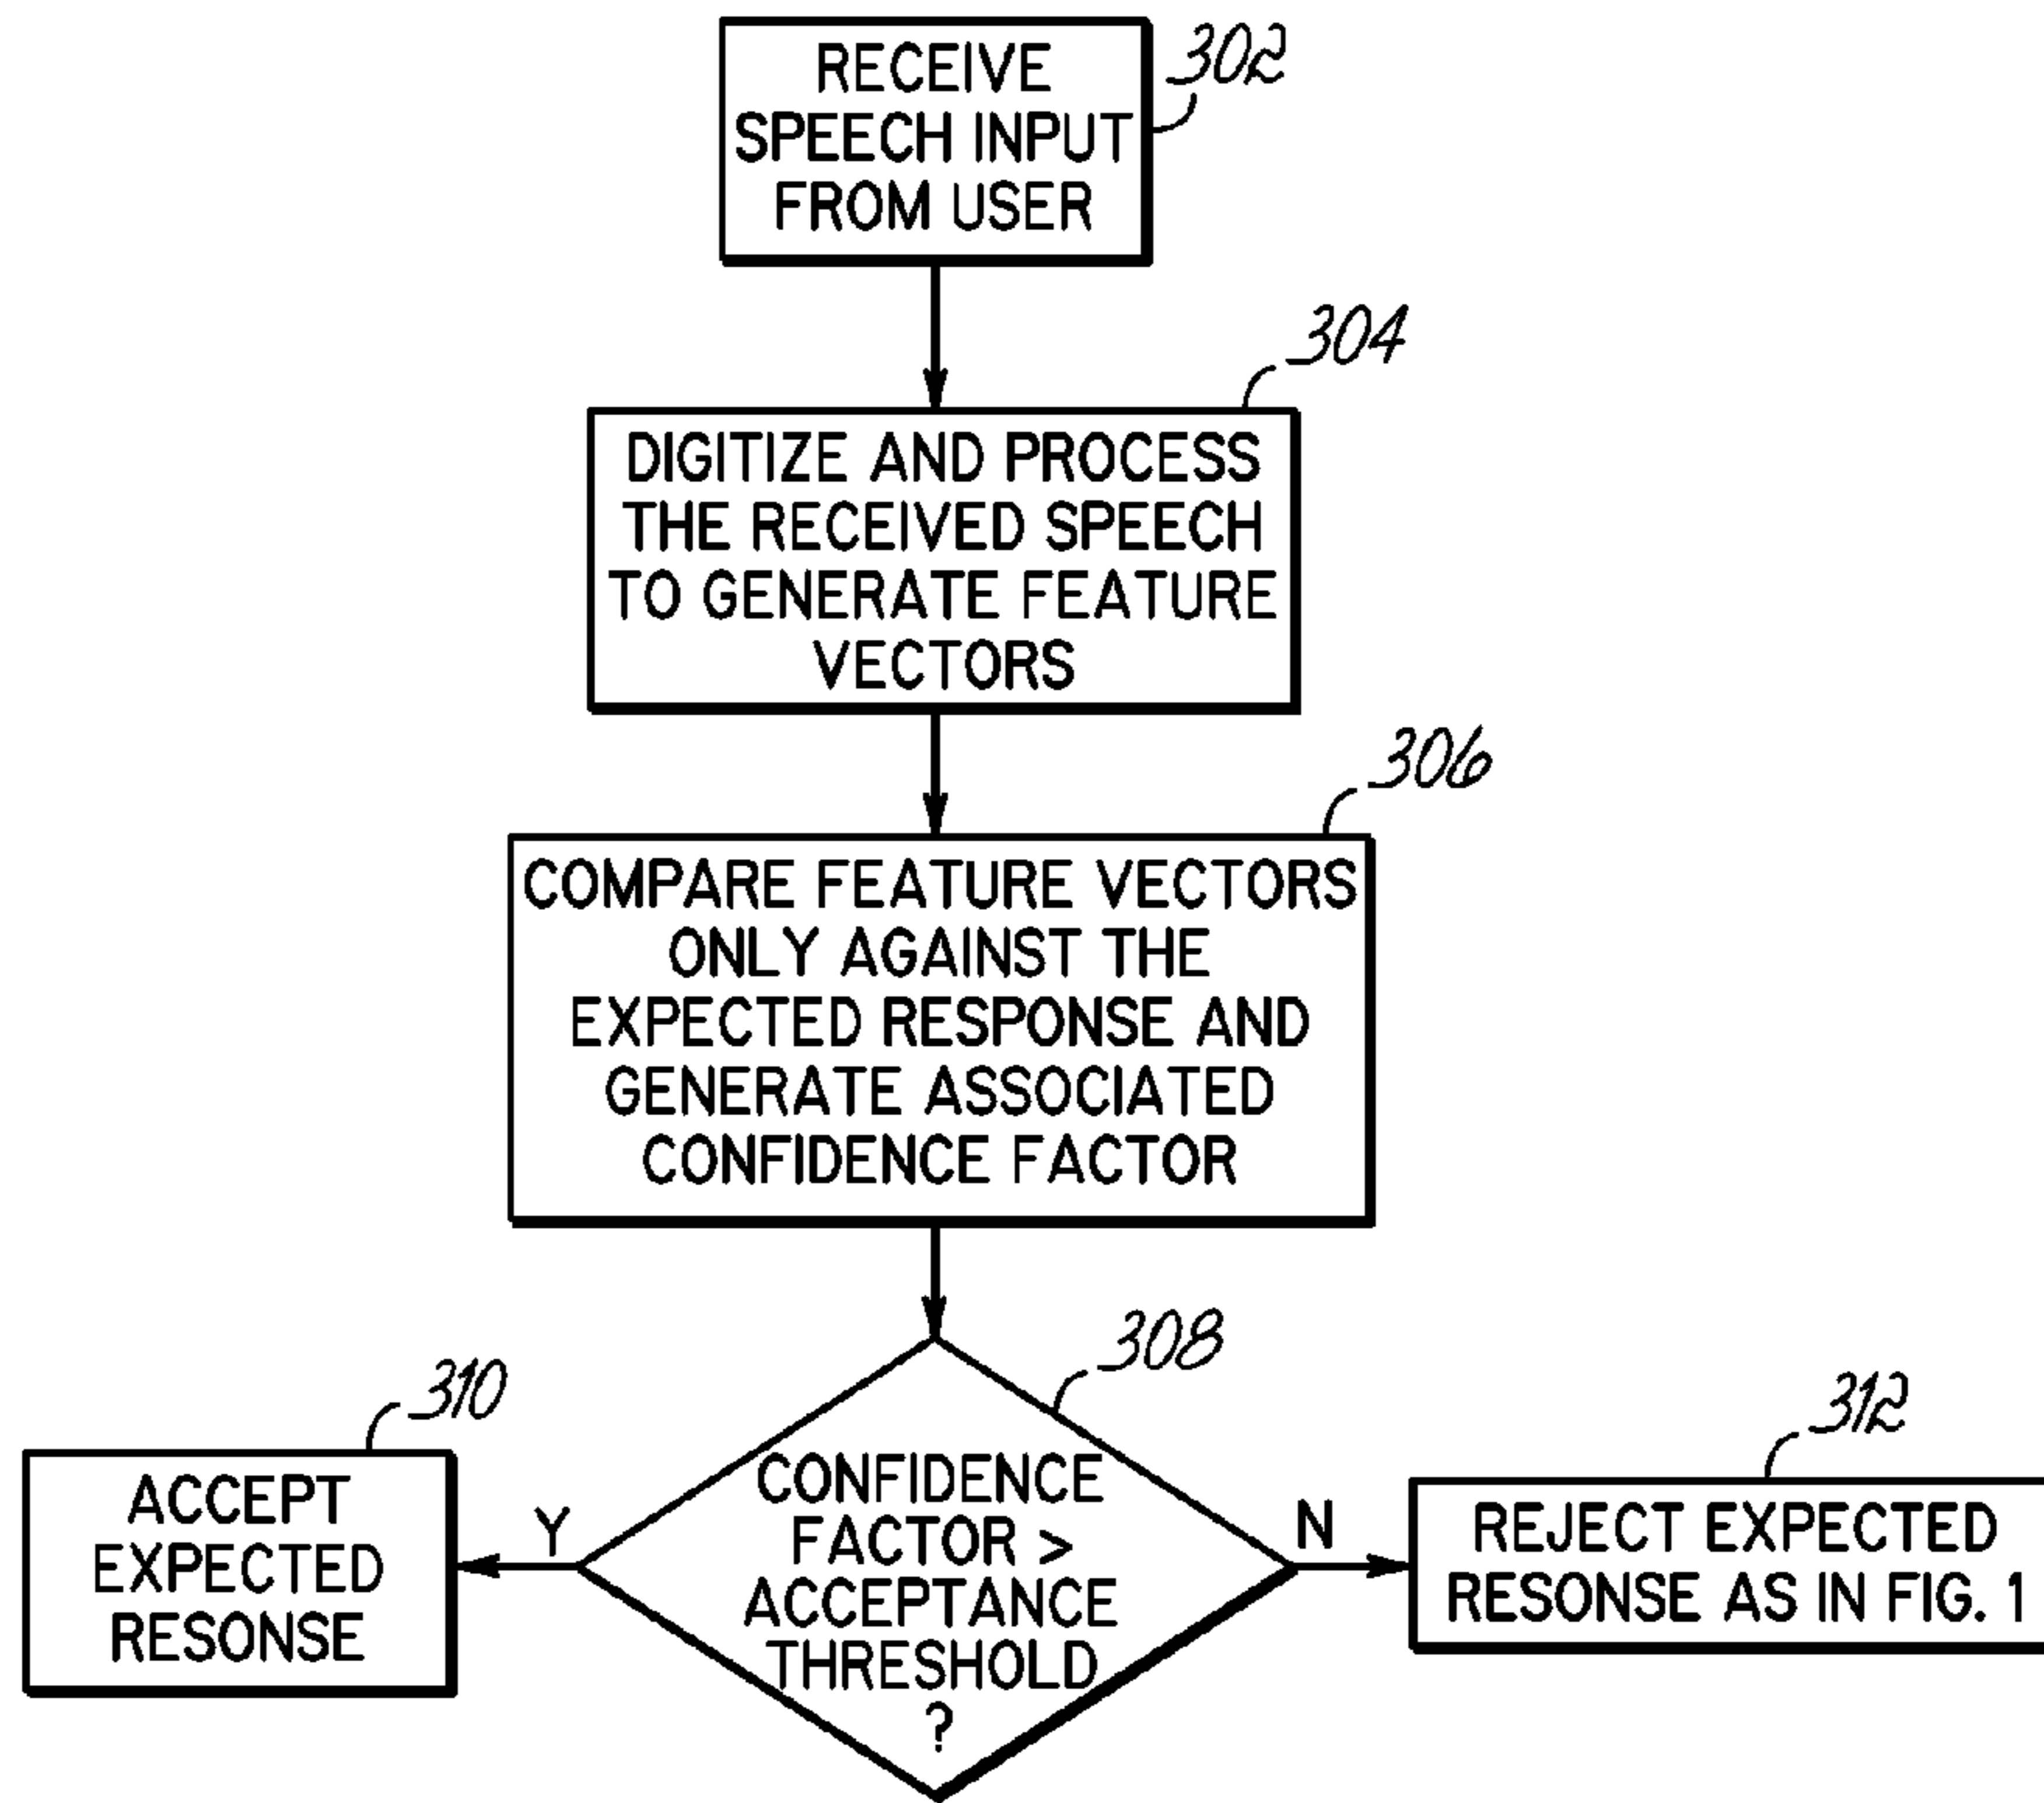 RECEIVE
SPEECH INPUT
FROM USER
302
304
DIGITIZE AND PROCESS
THE RECEIVED SPEECH
TO GENERATE FEATURE
VECTORS
306
COMPARE FEATURE VECTORS
ONLY AGAINST THE
EXPECTED RESPONSE AND
GENERATE ASSOCIATED
CONFIDENCE FACTOR
308
CONFIDENCE
FACTOR >
ACCEPTANCE
THRESHOLD
?
Y
310
ACCEPT
EXPECTED
RESONSE
N
312
REJECT EXPECTED
RESONSE AS IN FIG. 1